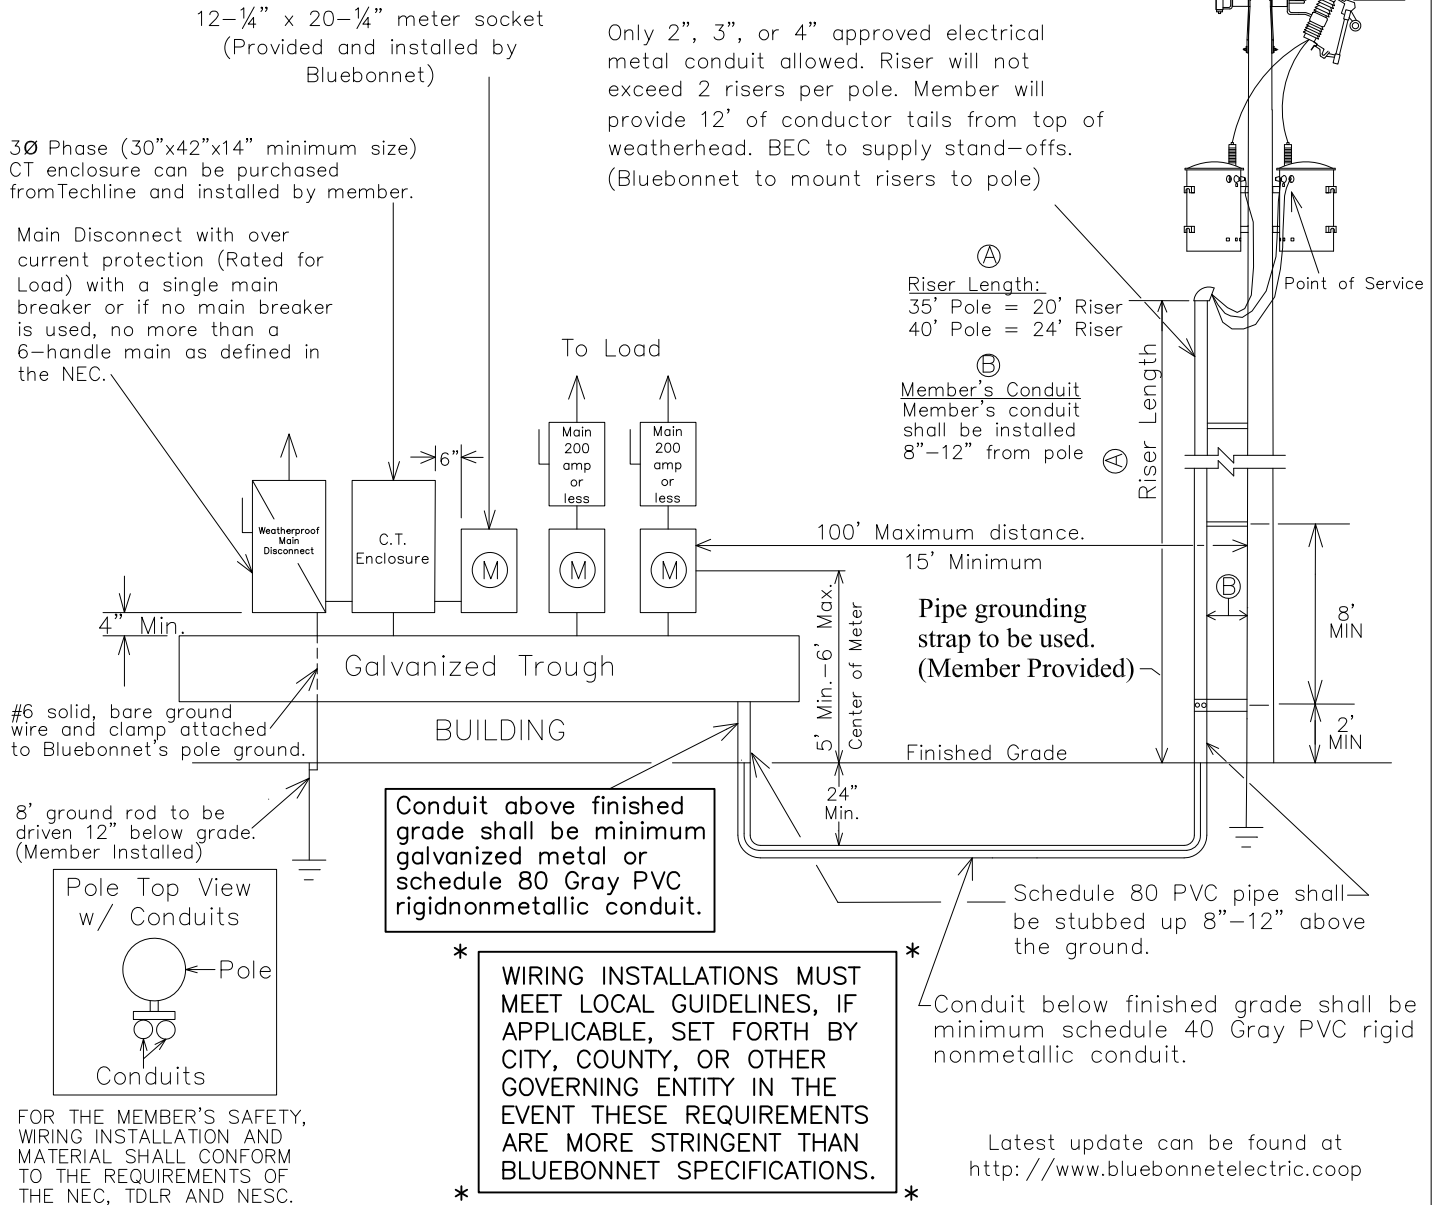 12-¼" x 20-¼" meter socket
(Provided and installed by
Bluebonnet)
Only 2", 3", or 4" approved electrical
metal conduit allowed. Riser will not
exceed 2 risers per pole. Member will
provide 12' of conductor tails from top of
weatherhead. BEC to supply stand-offs.
(Bluebonnet to mount risers to pole)
3Ø Phase (30"x42"x14" minimum size)
CT enclosure can be purchased
fromTechline and installed by member.
Main Disconnect with over
current protection (Rated for
Load) with a single main
breaker or if no main breaker
is used, no more than a
6-handle main as defined in
the NEC.
A
Riser Length:
35' Pole = 20' Riser
40' Pole = 24' Riser
Point of Service
B
Member's Conduit
Member's conduit
shall be installed
8"-12" from pole
A
Riser Length
To Load
Main
200
amp
or
less
Main
200
amp
or
less
6"
Weatherproof
Main
Disconnect
C.T.
Enclosure
M
M
M
100' Maximum distance.
15' Minimum
4" Min.
Galvanized Trough
5' Min.-6' Max.
Center of Meter
Pipe grounding
strap to be used.
(Member Provided)
B
8'
MIN
2'
MIN
#6 solid, bare ground
wire and clamp attached
to Bluebonnet's pole ground.
BUILDING
Finished Grade
24"
Min.
8' ground rod to be
driven 12" below grade.
(Member Installed)
Conduit above finished
grade shall be minimum
galvanized metal or
schedule 80 Gray PVC
rigidnonmetallic conduit.
Schedule 80 PVC pipe shall
be stubbed up 8"-12" above
the ground.
Pole Top View
w/ Conduits
Pole
Conduits
* *
WIRING INSTALLATIONS MUST
MEET LOCAL GUIDELINES, IF
APPLICABLE, SET FORTH BY
CITY, COUNTY, OR OTHER
GOVERNING ENTITY IN THE
EVENT THESE REQUIREMENTS
ARE MORE STRINGENT THAN
BLUEBONNET SPECIFICATIONS.
* *
Conduit below finished grade shall be
minimum schedule 40 Gray PVC rigid
nonmetallic conduit.
FOR THE MEMBER'S SAFETY,
WIRING INSTALLATION AND
MATERIAL SHALL CONFORM
TO THE REQUIREMENTS OF
THE NEC, TDLR AND NESC.
Latest update can be found at
http: //www.bluebonnetelectric.coop